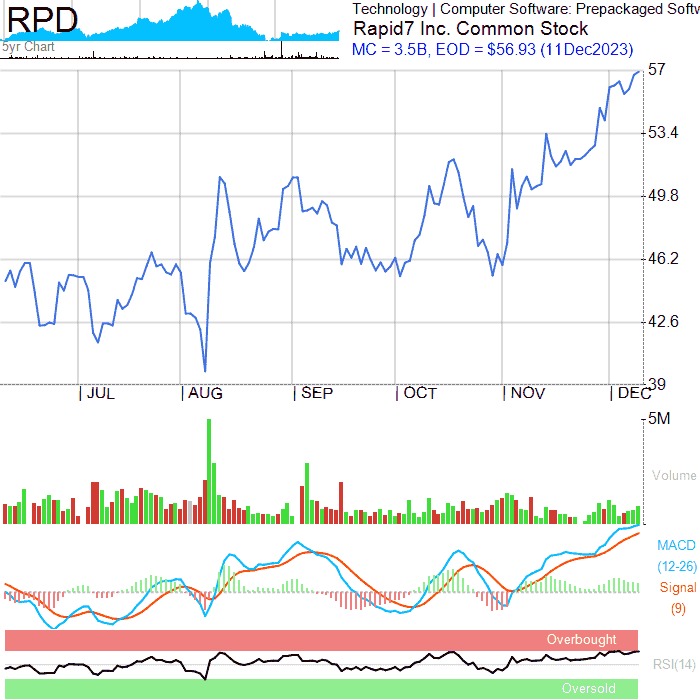 RPD
5yr Chart
Technology | Computer Software: Prepackaged Softw
Rapid7 Inc. Common Stock
MC = 3.5B, EOD = $56.93 (11Dec2023)
57
53.4
49.8
46.2
42.6
39
| JUL | AUG | SEP | OCT | NOV | DEC
5M
Volume
MACD
(12-26)
Signal
(9)
Overbought
RSI(14)
Oversold